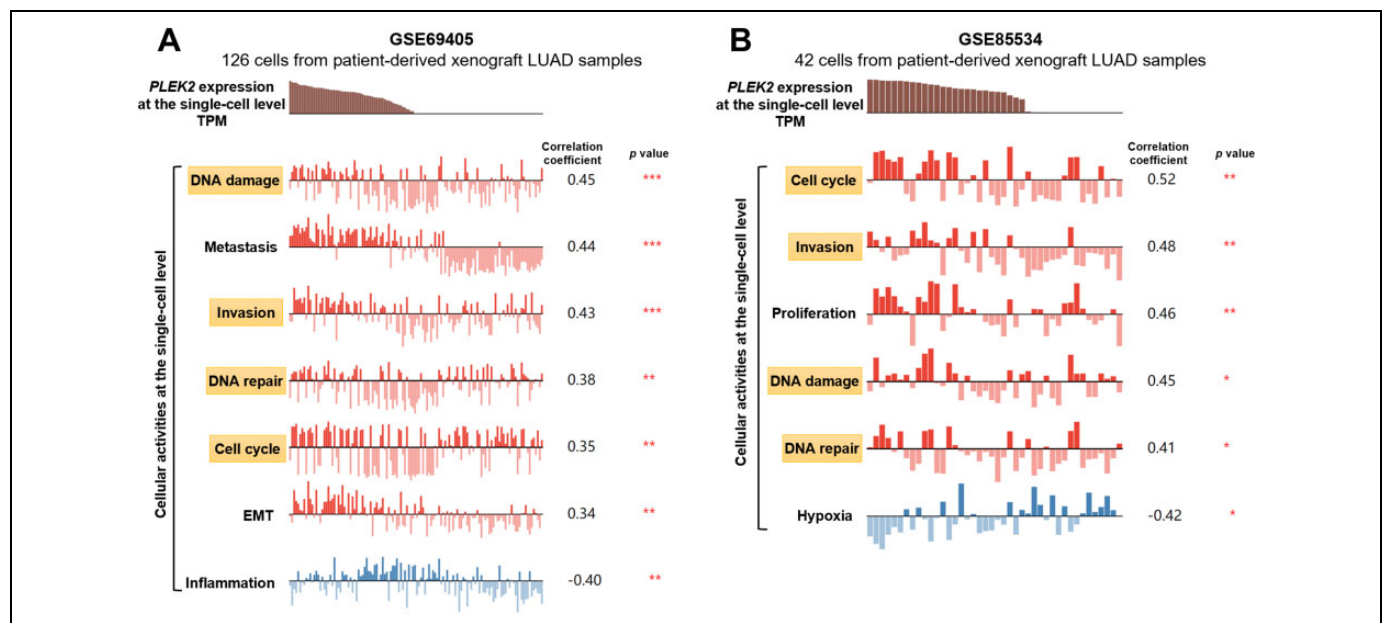 A
GSE69405
126 cells from patient-derived xenograft LUAD samples
PLEK2 expression
at the single-cell level
TPM
Correlation
coefficient
p value
Cellular activities at the single-cell level
DNA damage 0.45 ***
Metastasis 0.44 ***
Invasion 0.43 ***
DNA repair 0.38 **
Cell cycle 0.35 **
EMT 0.34 **
Inflammation -0.40 **
B
GSE85534
42 cells from patient-derived xenograft LUAD samples
PLEK2 expression
at the single-cell level
TPM
Correlation
coefficient
p value
Cellular activities at the single-cell level
Cell cycle 0.52 **
Invasion 0.48 **
Proliferation 0.46 **
DNA damage 0.45 *
DNA repair 0.41 *
Hypoxia -0.42 *